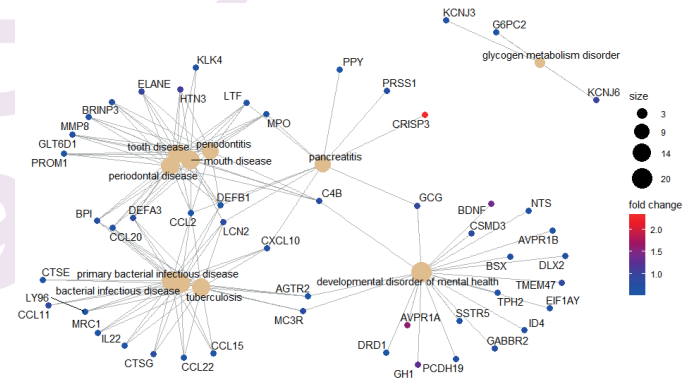 KCNJ3
G6PC2
glycogen metabolism disorder
KCNJ6
KLK4
PPY
ELANE
HTN3
LTF
PRSS1
BRINP3
MPO
CRISP3
MMP8
GLT6D1
tooth disease
periodontitis
PROM1
mouth disease
pancreatitis
periodontal disease
DEFB1
C4B
GCG
BPI
DEFA3
CCL2
LCN2
BDNF
NTS
CCL20
CSMD3
CXCL10
AVPR1B
CTSE
primary bacterial infectious disease
BSX
DLX2
developmental disorder of mental health
LY96
bacterial infectious disease
tuberculosis
AGTR2
TMEM47
TPH2
EIF1AY
CCL11
MRC1
MC3R
AVPR1A
SSTR5
ID4
IL22
CCL15
DRD1
GABBR2
CTSG
CCL22
GH1
PCDH19
size
3
9
14
20
fold change
2.0
1.5
1.0